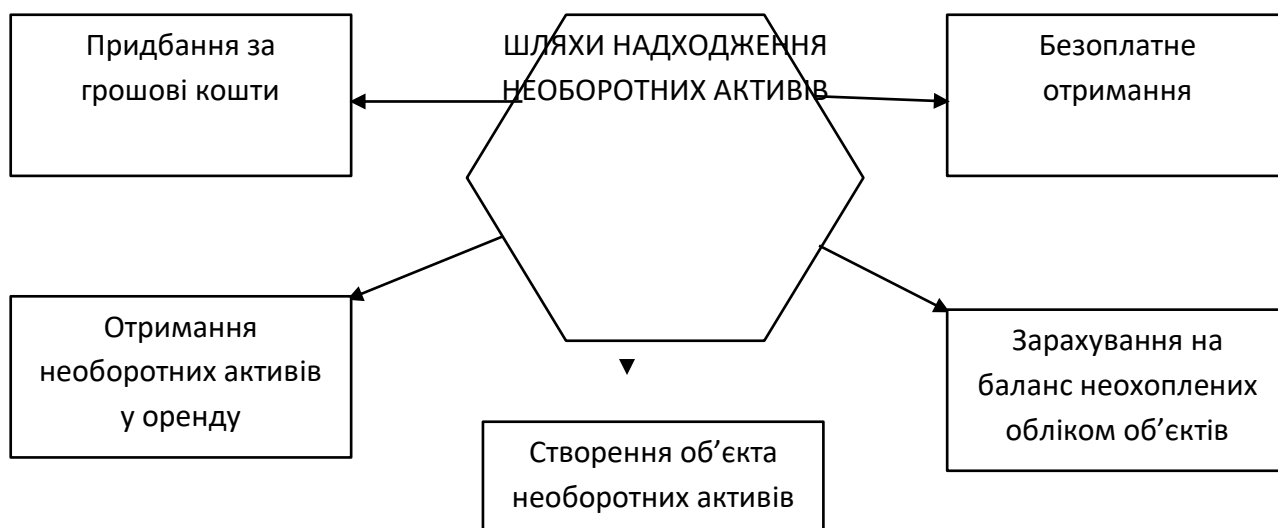 Придбання за
грошові кошти
ШЛЯХИ НАДХОДЖЕННЯ
НЕОБОРОТНИХ АКТИВІВ
Безоплатне
отримання
Отримання
необоротних активів
у оренду
Зарахування на
баланс неохоплених
обліком об’єктів
Створення об’єкта
необоротних активів